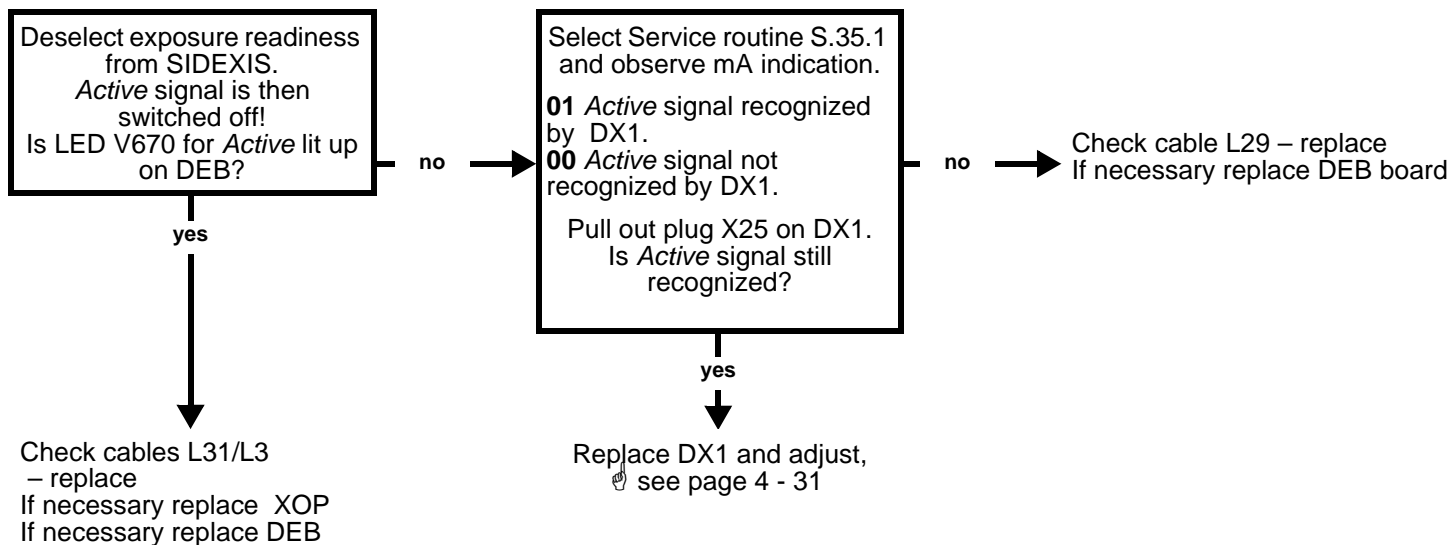 Deselect exposure readiness
from SIDEXIS.
Active signal is then
switched off!
Is LED V670 for Active lit up
on DEB?
no
yes
Select Service routine S.35.1
and observe mA indication.
01 Active signal recognized
by DX1.
00 Active signal not
recognized by DX1.
Pull out plug X25 on DX1.
Is Active signal still
recognized?
no
yes
Check cable L29 – replace
If necessary replace DEB board
Check cables L31/L3
– replace
If necessary replace XOP
If necessary replace DEB
Replace DX1 and adjust,
☝ see page 4 - 31